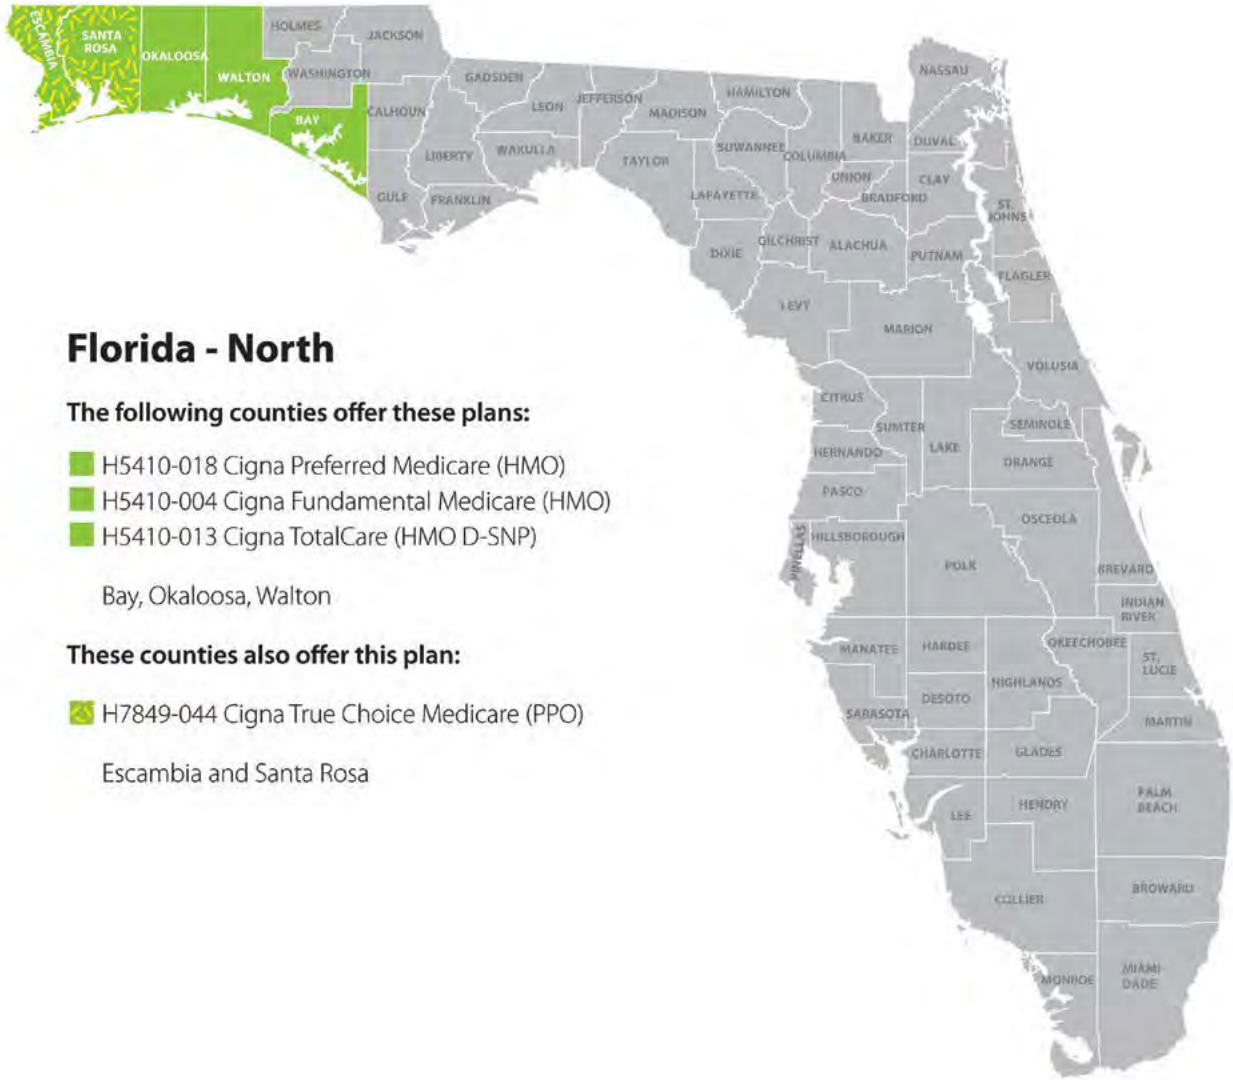 ESCAMBIA
SANTA
ROSA
OKALOOSA
WALTON
HOLMES
WASHINGTON
BAY
JACKSON
CALHOUN
GULF
GADSDEN
LIBERTY
FRANKLIN
LEON
WAKULLA
JEFFERSON
MADISON
TAYLOR
HAMILTON
SUWANNEE
LAFAYETTE
DIXIE
COLUMBIA
GILCHRIST
BAKER
UNION
BRADFORD
ALACHUA
NASSAU
DUVAL
CLAY
ST.
JOHNS
PUTNAM
FLAGLER
LEVY
MARION
VOLUSIA
CITRUS
SUMTER
LAKE
SEMINOLE
HERNANDO
ORANGE
PASCO
OSCEOLA
PINELLAS
HILLSBOROUGH
POLK
BREVARD
INDIAN
RIVER
MANATEE
HARDEE
OKEECHOBEE
ST.
LUCIE
HIGHLANDS
DESOTO
SARASOTA
MARTIN
CHARLOTTE
GLADES
LEE
HENDRY
PALM
BEACH
COLLIER
BROWARD
MONROE
MIAMI
DADE
Florida - North
The following counties offer these plans:
H5410-018 Cigna Preferred Medicare (HMO)
H5410-004 Cigna Fundamental Medicare (HMO)
H5410-013 Cigna TotalCare (HMO D-SNP)
Bay, Okaloosa, Walton
These counties also offer this plan:
H7849-044 Cigna True Choice Medicare (PPO)
Escambia and Santa Rosa